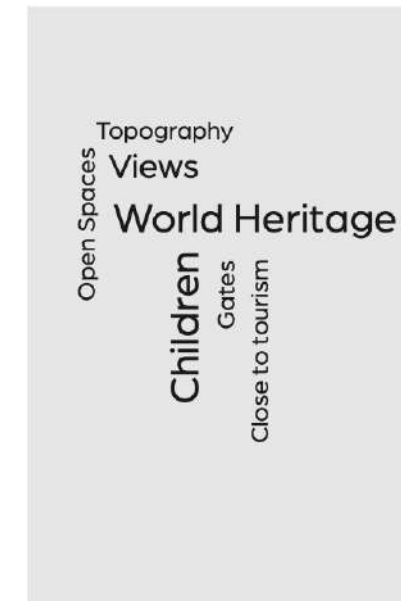 Topography
Views
Open Spaces
World Heritage
Children
Gates
Close to tourism